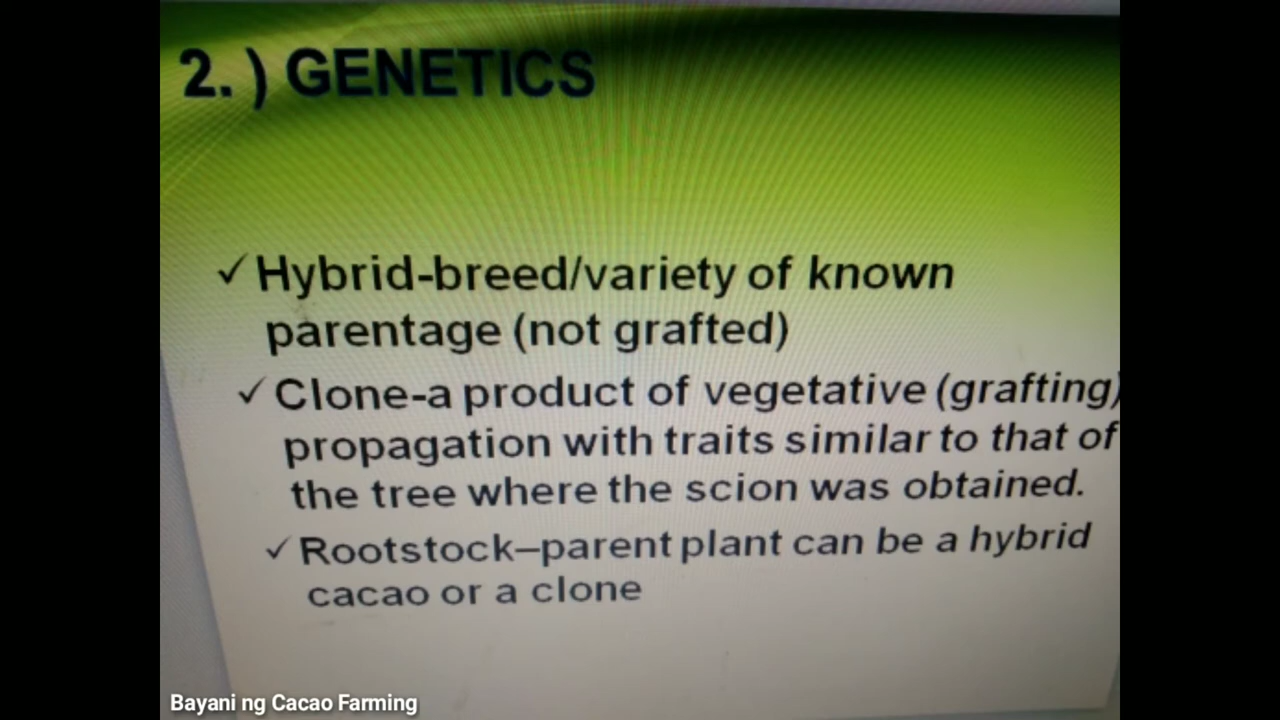 2. ) GENETICS
✓ Hybrid-breed/variety of known
parentage (not grafted)
✓ Clone-a product of vegetative (grafting)
propagation with traits similar to that of
the tree where the scion was obtained.
✓ Rootstock–parent plant can be a hybrid
cacao or a clone
Bayani ng Cacao Farming